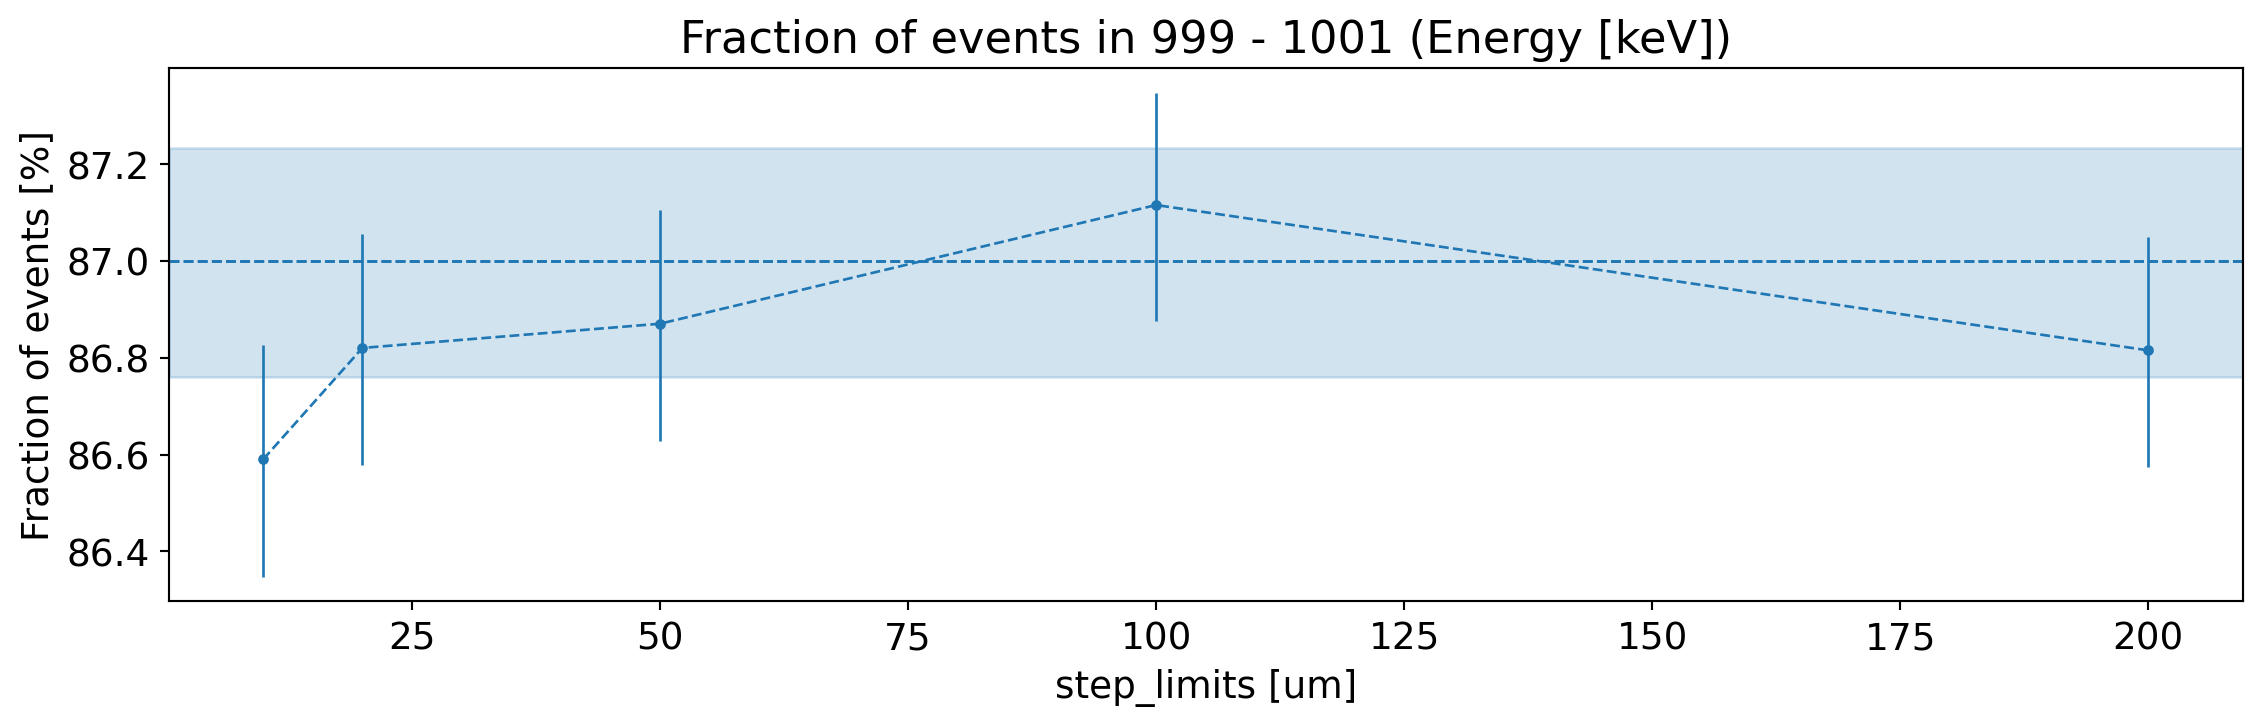 Fraction of events in 999 - 1001 (Energy [keV])
Fraction of events [%]
87.2
87.0
86.8
86.6
86.4
25 50 75 100 125 150 175 200
step_limits [um]